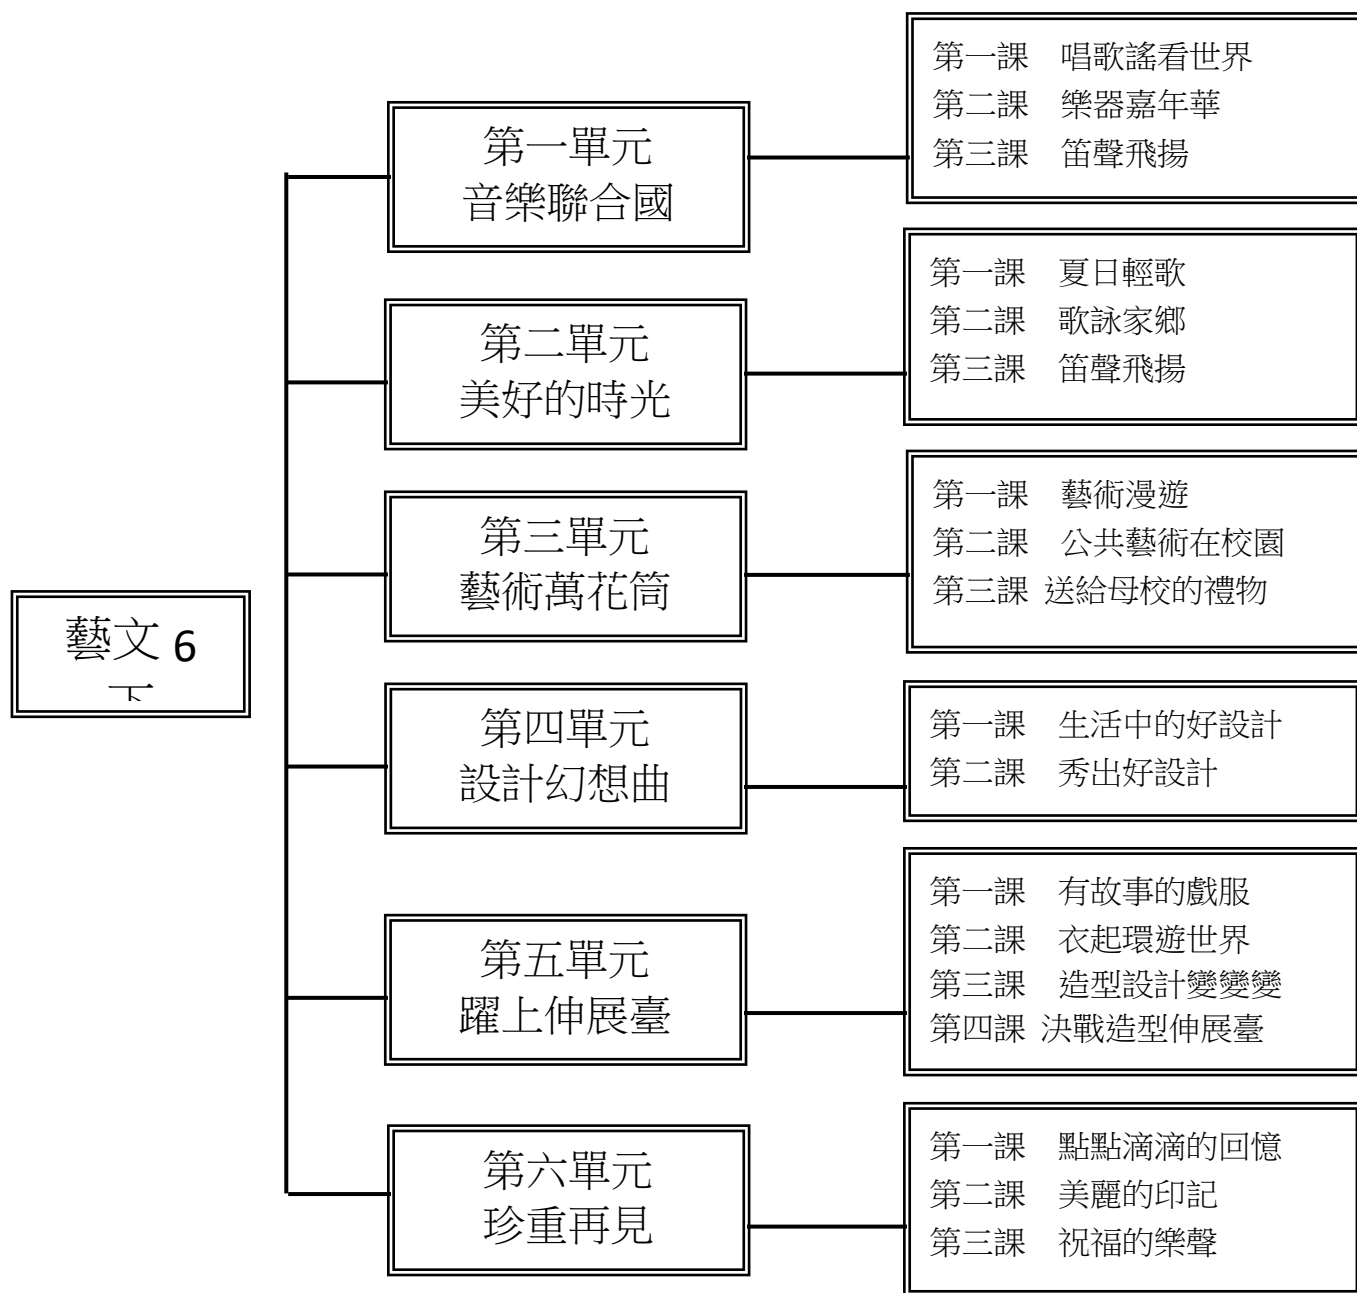 藝文 6
下
第一單元
音樂聯合國
第一課 唱歌謠看世界
第二課 樂器嘉年華
第三課 笛聲飛揚
第二單元
美好的時光
第一課 夏日輕歌
第二課 歌詠家鄉
第三課 笛聲飛揚
第三單元
藝術萬花筒
第一課 藝術漫遊
第二課 公共藝術在校園
第三課 送給母校的禮物
第四單元
設計幻想曲
第一課 生活中的好設計
第二課 秀出好設計
第五單元
躍上伸展臺
第一課 有故事的戲服
第二課 衣起環遊世界
第三課 造型設計變變變
第四課 決戰造型伸展臺
第六單元
珍重再見
第一課 點點滴滴的回憶
第二課 美麗的印記
第三課 祝福的樂聲